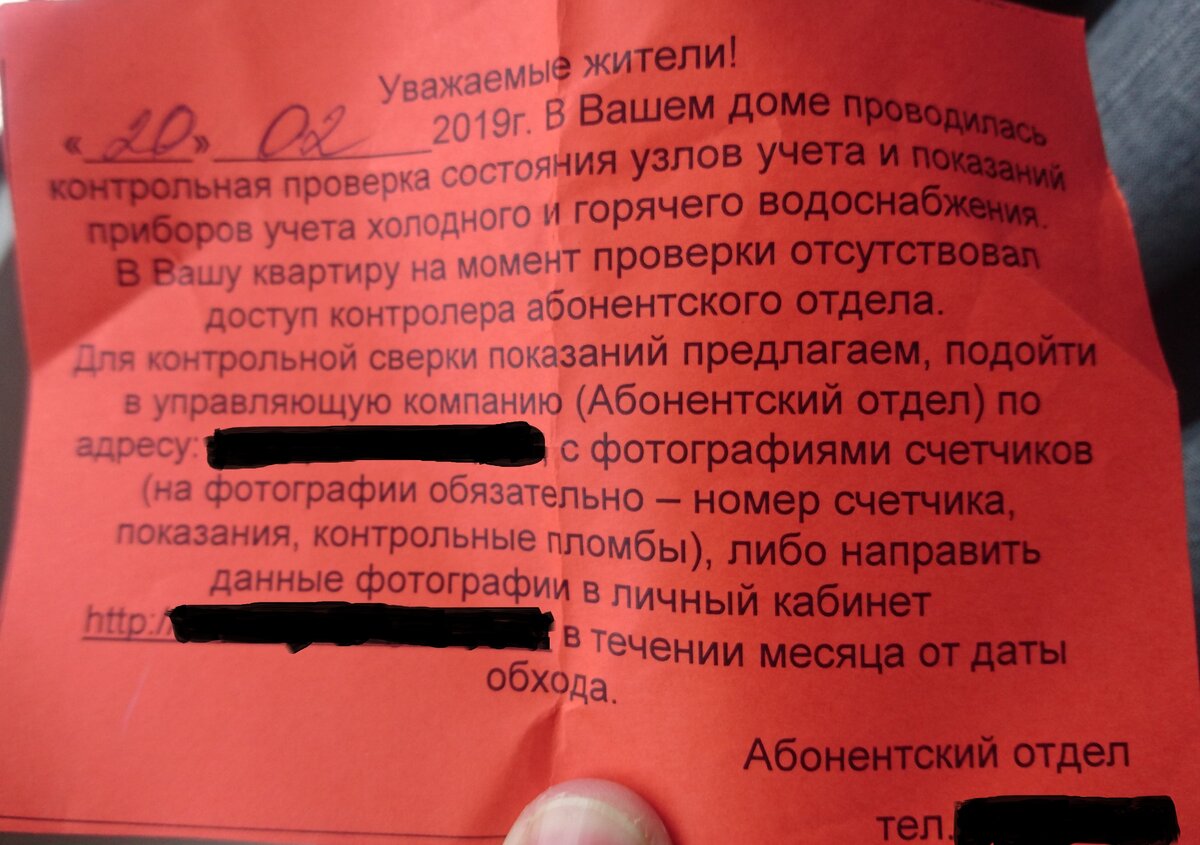 Уважаемые жители!
«20» 02 2019г. В Вашем доме проводилась
контрольная проверка состояния узлов учета и показаний
приборов учета холодного и горячего водоснабжения.
В Вашу квартиру на момент проверки отсутствовал
доступ контролера абонентского отдела.
Для контрольной сверки показаний предлагаем, подойти
в управляющую компанию (Абонентский отдел) по
адресу: , с фотографиями счетчиков
(на фотографии обязательно – номер счетчика,
показания, контрольные пломбы), либо направить
данные фотографии в личный кабинет
http:/ в течении месяца от даты
обхода.
Абонентский отдел
тел.